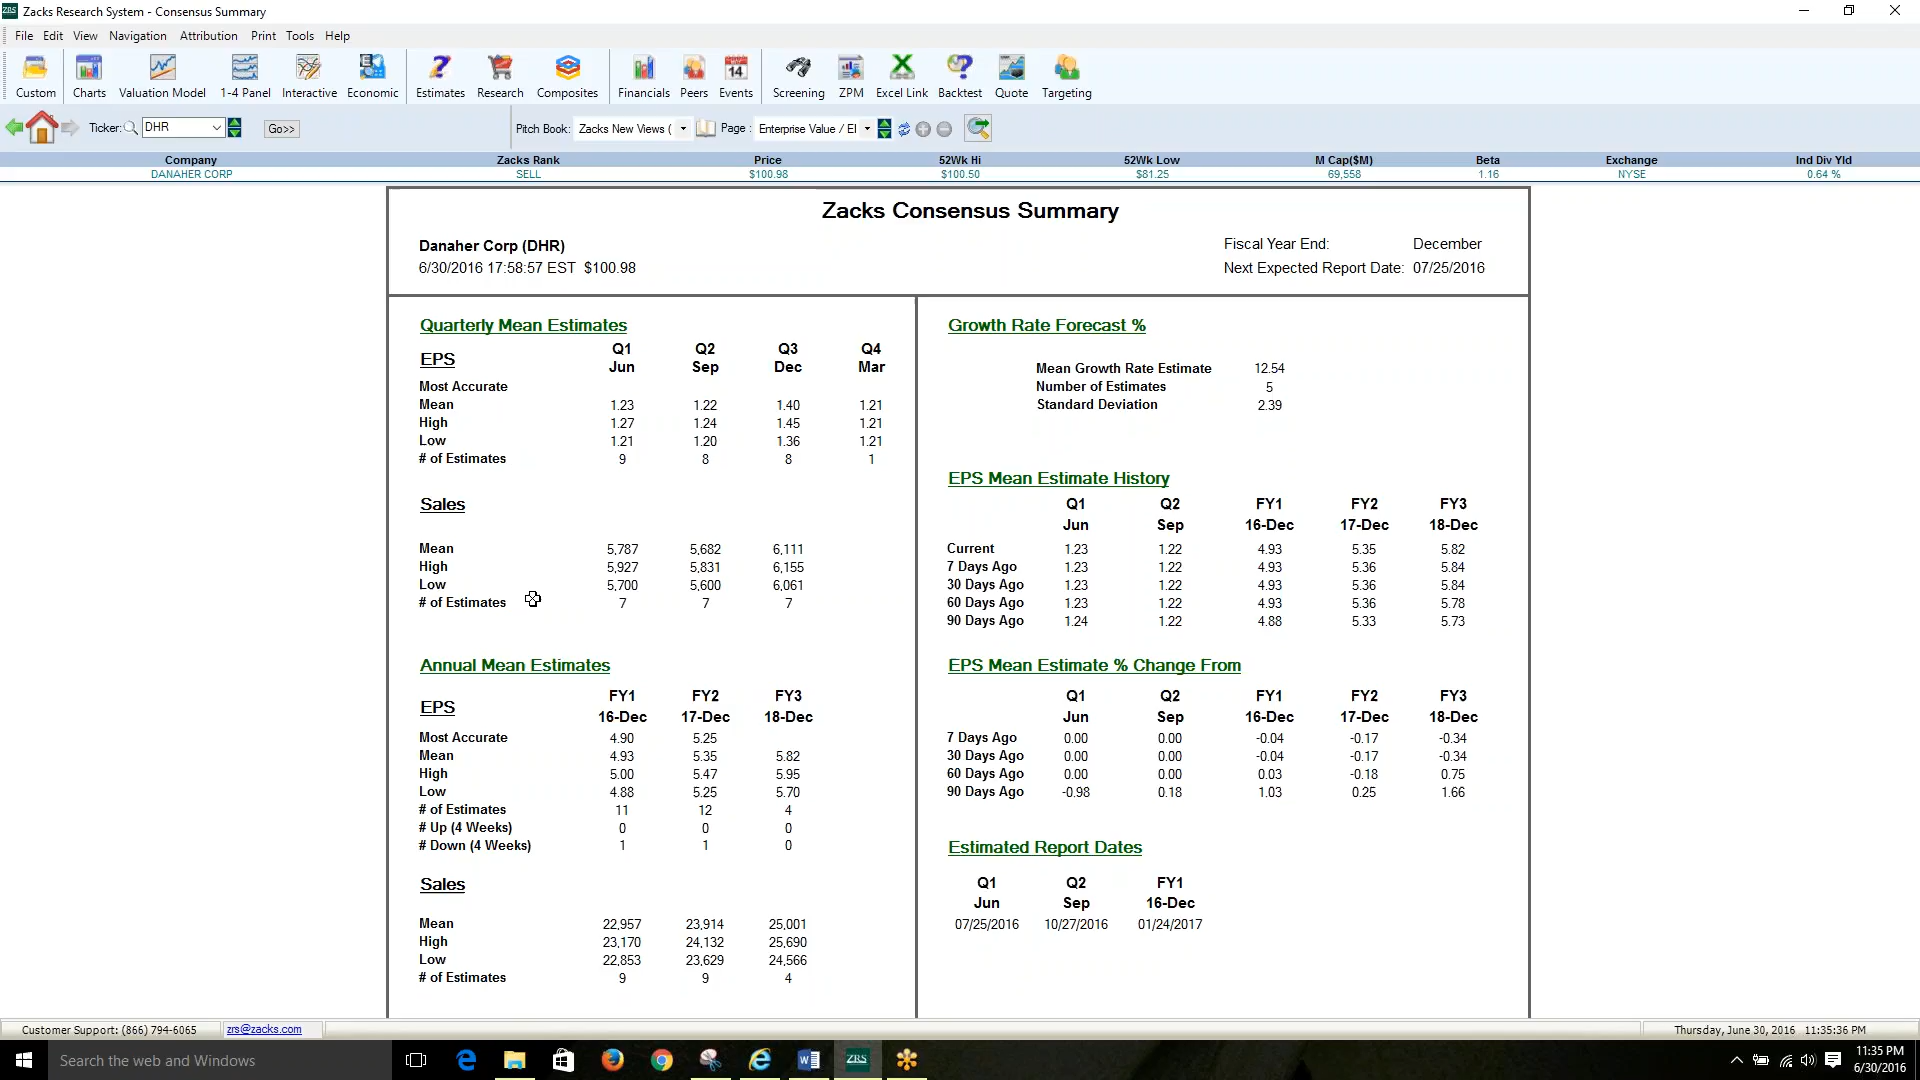 Zacks Research System - Consensus Summary
File Edit View Navigation Attribution Print Tools Help
Custom Charts Valuation Model 1-4 Panel Interactive Economic Estimates Research Composites Financials Peers Events Screening ZPM Excel Link Backtest Quote Targeting
Ticker: DHR Go>> Pitch Book: Zacks New Views ( Page : Enterprise Value / EI
Company Zacks Rank Price 52Wk Hi 52Wk Low M Cap($M) Beta Exchange Ind Div Yld
DANAHER CORP SELL $100.98 $100.50 $81.25 69,558 1.16 NYSE 0.64 %
Zacks Consensus Summary
Danaher Corp (DHR)
6/30/2016 17:58:57 EST $100.98
Fiscal Year End: December
Next Expected Report Date: 07/25/2016
Quarterly Mean Estimates
EPS Q1 Q2 Q3 Q4
Jun Sep Dec Mar
Most Accurate
Mean 1.23 1.22 1.40 1.21
High 1.27 1.24 1.45 1.21
Low 1.21 1.20 1.36 1.21
# of Estimates 9 8 8 1
Sales
Mean 5,787 5,682 6,111
High 5,927 5,831 6,155
Low 5,700 5,600 6,061
# of Estimates 7 7 7
Annual Mean Estimates
EPS FY1 FY2 FY3
16-Dec 17-Dec 18-Dec
Most Accurate 4.90 5.25
Mean 4.93 5.35 5.82
High 5.00 5.47 5.95
Low 4.88 5.25 5.70
# of Estimates 11 12 4
# Up (4 Weeks) 0 0 0
# Down (4 Weeks) 1 1 0
Sales
Mean 22,957 23,914 25,001
High 23,170 24,132 25,690
Low 22,853 23,629 24,566
# of Estimates 9 9 4
Growth Rate Forecast %
Mean Growth Rate Estimate 12.54
Number of Estimates 5
Standard Deviation 2.39
EPS Mean Estimate History
Q1 Q2 FY1 FY2 FY3
Jun Sep 16-Dec 17-Dec 18-Dec
Current 1.23 1.22 4.93 5.35 5.82
7 Days Ago 1.23 1.22 4.93 5.36 5.84
30 Days Ago 1.23 1.22 4.93 5.36 5.84
60 Days Ago 1.23 1.22 4.93 5.36 5.78
90 Days Ago 1.24 1.22 4.88 5.33 5.73
EPS Mean Estimate % Change From
Q1 Q2 FY1 FY2 FY3
Jun Sep 16-Dec 17-Dec 18-Dec
7 Days Ago 0.00 0.00 -0.04 -0.17 -0.34
30 Days Ago 0.00 0.00 -0.04 -0.17 -0.34
60 Days Ago 0.00 0.00 0.03 -0.18 0.75
90 Days Ago -0.98 0.18 1.03 0.25 1.66
Estimated Report Dates
Q1 Q2 FY1
Jun Sep 16-Dec
07/25/2016 10/27/2016 01/24/2017
Customer Support: (866) 794-6065 zrs@zacks.com Thursday, June 30, 2016 11:35:36 PM
Search the web and Windows
ZRS
11:35 PM
6/30/2016